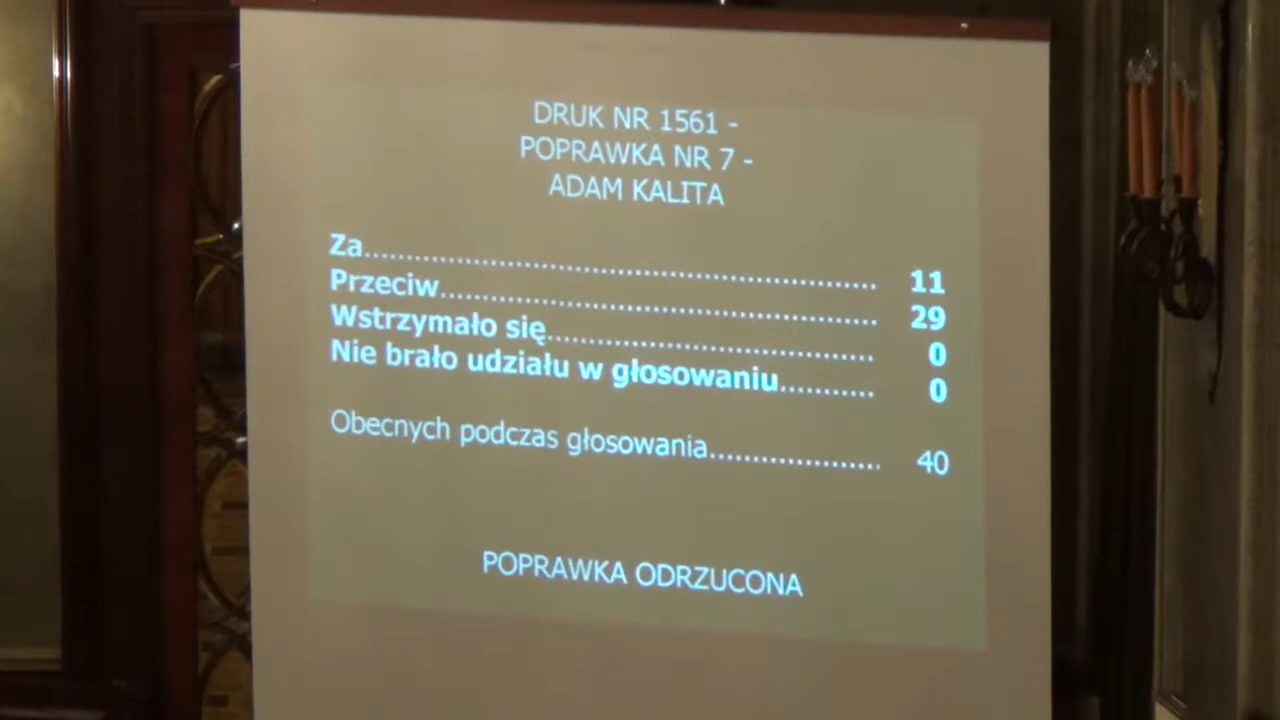 DRUK NR 1561 -
POPRAWKA NR 7 -
ADAM KALITA
Za.......................................................................... 11
Przeciw............................................................... 29
Wstrzymało się............................................... 0
Nie brało udziału w głosowaniu............ 0
Obecnych podczas głosowania....................... 40
POPRAWKA ODRZUCONA